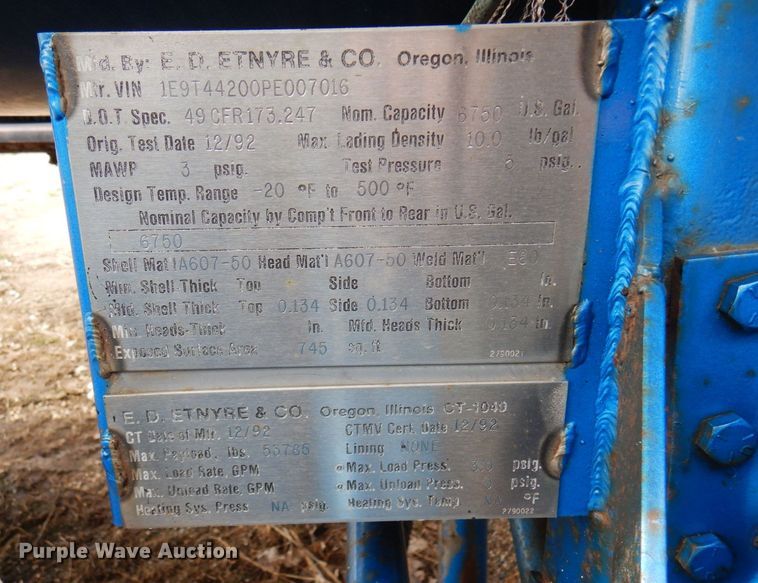 Mfd. By: E. D. ETNYRE & CO. Oregon, Illinois
Mfr. VIN 1E9T44200PE007016
D.O.T Spec. 49CFR173.247 Nom. Capacity 6750 U.S. Gal.
Orig. Test Date 12/92 Max Lading Density 10.0 lb/gal
MAWP 3 psig. Test Pressure psig.
Design Temp. Range -20 °F to 500 °F
Nominal Capacity by Comp't Front to Rear in U.S. Gal.
6750
Shell Mat'l A607-50 Head Mat'l A607-50 Weld Mat'l E80
Min. Shell Thick Top Side Bottom In.
Mfd. Shell Thick Top 0.134 Side 0.134 Bottom 0.134 In.
Min. Heads-Thick In. Mfd. Heads Thick 0.134 In.
Exposed Surface Area 745 sq.ft
2790021
E. D. ETNYRE & CO. Oregon, Illinois CT-1049
CT Date of Mfr. 12/92 CTMV Cert. Date 12/92
Max. Payload, lbs. 55786 Lining NONE
Max. Load Rate, GPM Max. Load Press. psig.
Max. Unload Rate, GPM Max. Unload Press. psig.
Heating Sys. Press NA psig. Heating Sys. Temp NA °F
2790022
Purple Wave Auction